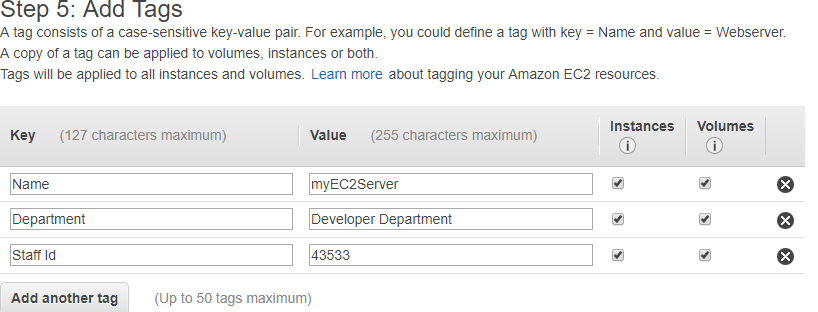 Step 5: Add Tags
A tag consists of a case-sensitive key-value pair. For example, you could define a tag with key = Name and value = Webserver.
A copy of a tag can be applied to volumes, instances or both.
Tags will be applied to all instances and volumes. Learn more about tagging your Amazon EC2 resources.
Key (127 characters maximum) Value (255 characters maximum) Instances i Volumes i
Name myEC2Server
Department Developer Department
Staff Id 43533
Add another tag (Up to 50 tags maximum)